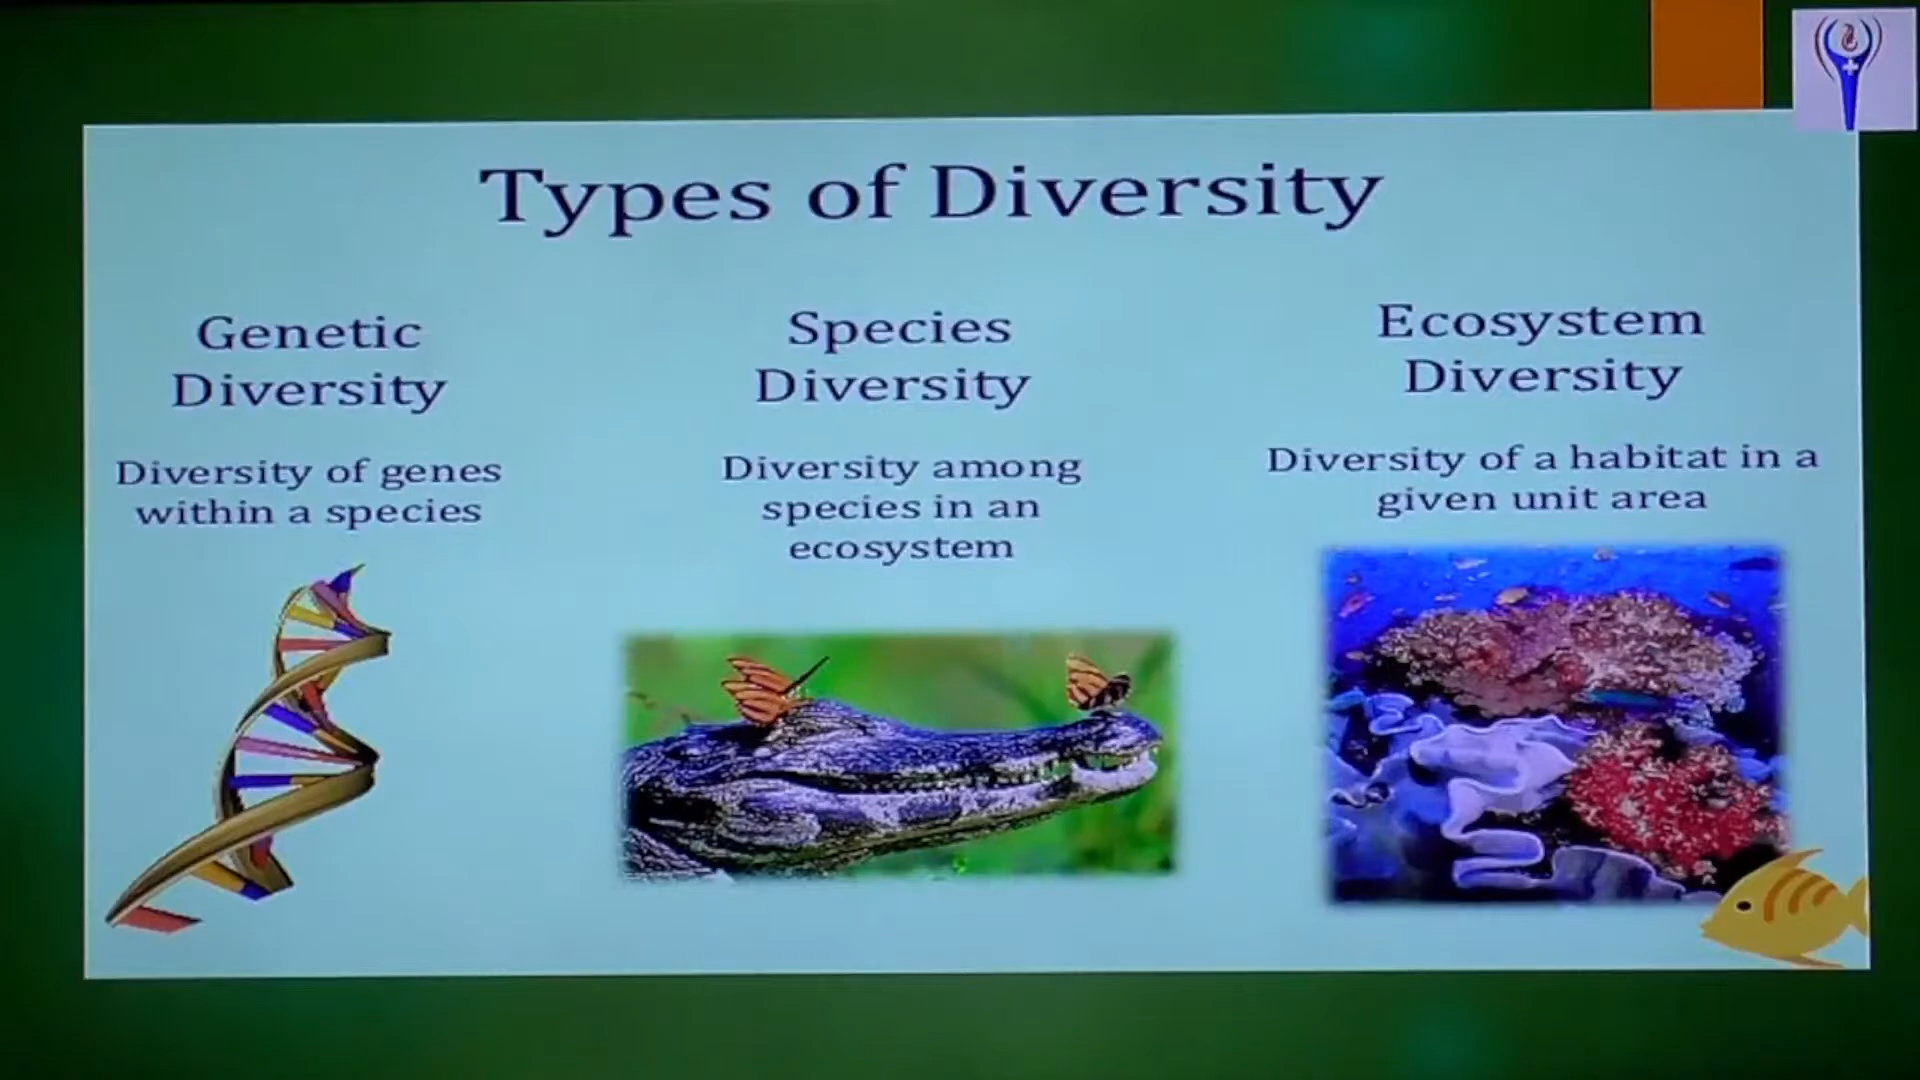 Types of Diversity
Genetic
Diversity
Diversity of genes
within a species
Species
Diversity
Diversity among
species in an
ecosystem
Ecosystem
Diversity
Diversity of a habitat in a
given unit area